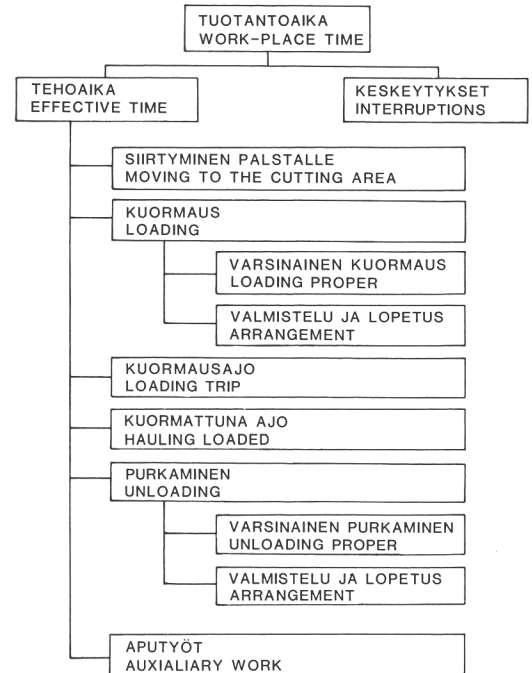 TUOTANTOAIKA
WORK-PLACE TIME
TEHOAIKA
EFFECTIVE TIME
KESKEYTYKSET
INTERRUPTIONS
SIIRTYMINEN PALSTALLE
MOVING TO THE CUTTING AREA
KUORMAUS
LOADING
VARSINAINEN KUORMAUS
LOADING PROPER
VALMISTELU JA LOPETUS
ARRANGEMENT
KUORMAUSAJO
LOADING TRIP
KUORMATTUNA AJO
HAULING LOADED
PURKAMINEN
UNLOADING
VARSINAINEN PURKAMINEN
UNLOADING PROPER
VALMISTELU JA LOPETUS
ARRANGEMENT
APUTYÖT
AUXIALIARY WORK